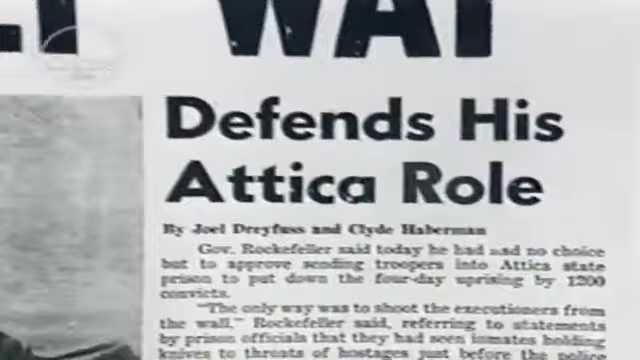 WAY
Defends His
Attica Role
By Joel Dreyfuss and Clyde Haberman
Gov. Rockefeller said today he had had no choice
but to approve sending troopers into Attica state
prison to put down the four-day uprising by 1200
convicts.
"The only way was to shoot the executioners from
the wall," Rockefeller said, referring to statements
by prison officials that they had seen inmates holding
knives to threats of hostages just before the